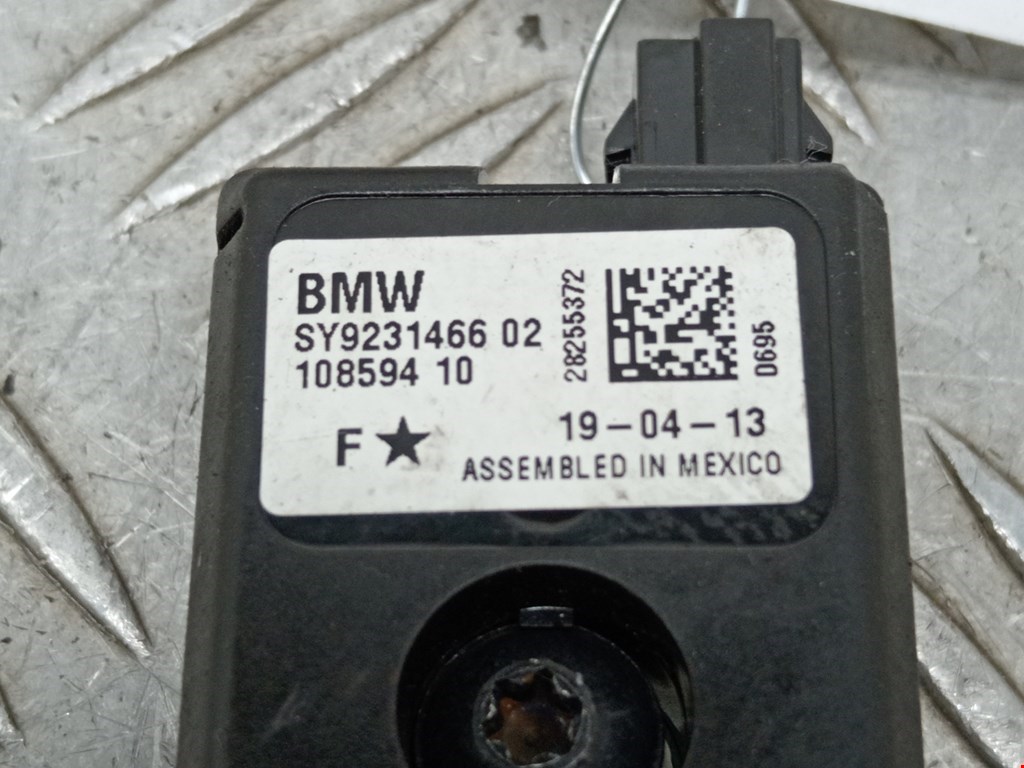 BMW
SY9231466 02
108594 10
28255372
0695
F★
19-04-13
ASSEMBLED IN MEXICO